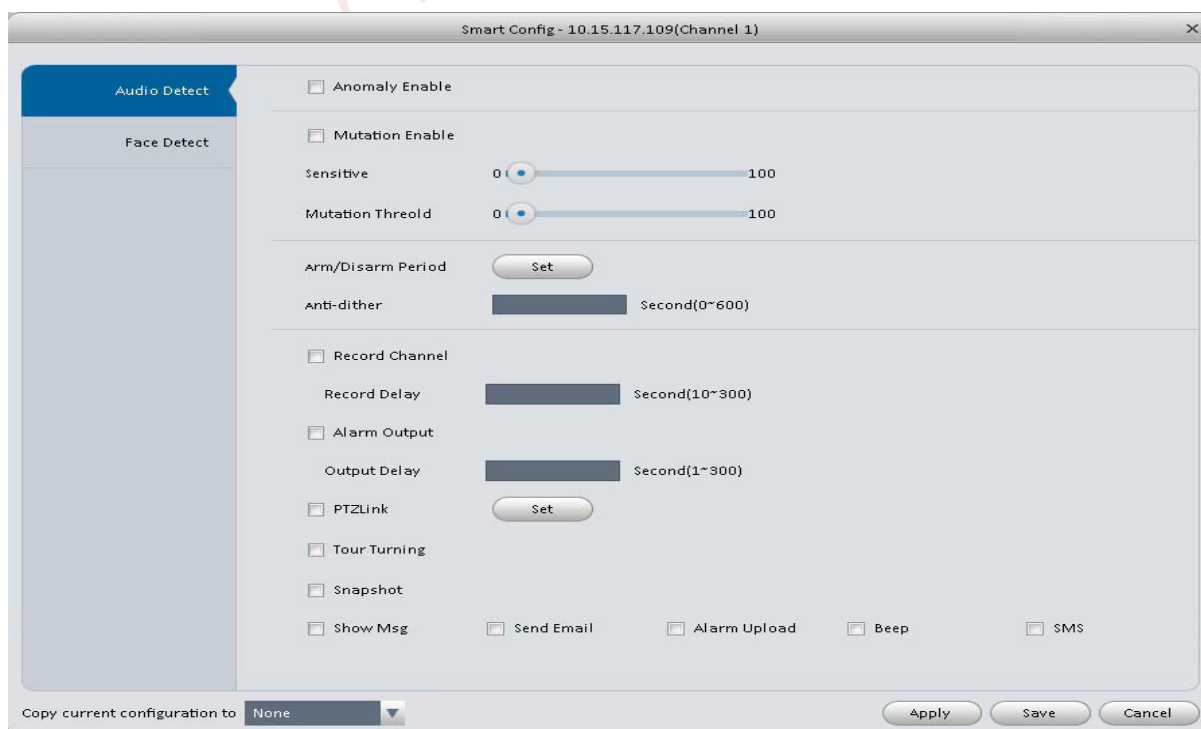 Smart Config - 10.15.117.109(Channel 1)
Audio Detect
Face Detect
Anomaly Enable
Mutation Enable
Sensitive 0 100
Mutation Threold 0 100
Arm/Disarm Period Set
Anti-dither Second(0~600)
Record Channel
Record Delay Second(10~300)
Alarm Output
Output Delay Second(1~300)
PTZLink Set
Tour Turning
Snapshot
Show Msg Send Email Alarm Upload Beep SMS
Copy current configuration to None Apply Save Cancel